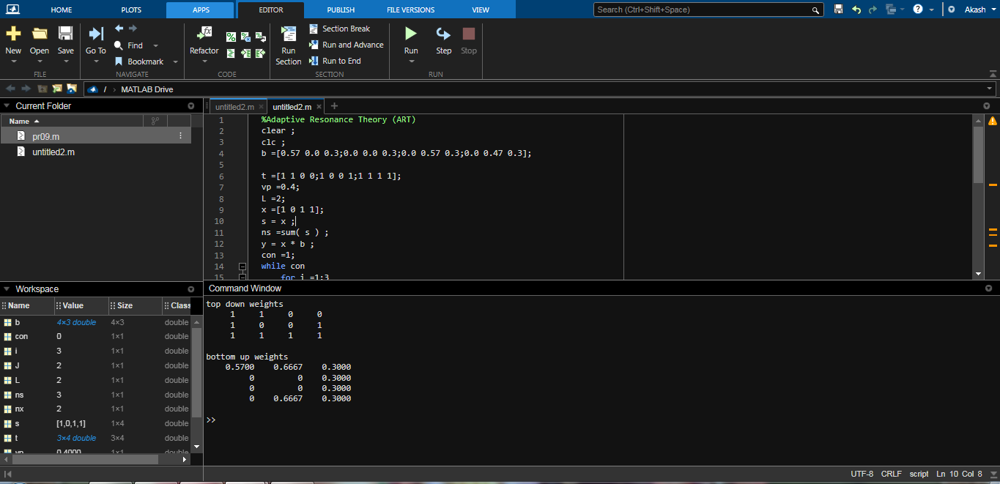 HOME PLOTS APPS EDITOR PUBLISH FILE VERSIONS VIEW Search (Ctrl+Shift+Space) Akash
New Open Save Go To Find Bookmark Refactor Run Section Section Break Run and Advance Run to End Run Step Stop
FILE NAVIGATE CODE SECTION RUN
/ › MATLAB Drive
Current Folder
Name
pr09.m
untitled2.m
untitled2.m × untitled2.m × +
1 %Adaptive Resonance Theory (ART)
2 clear ;
3 clc ;
4 b =[0.57 0.0 0.3;0.0 0.0 0.3;0.0 0.57 0.3;0.0 0.47 0.3];
5
6 t =[1 1 0 0;1 0 0 1;1 1 1 1];
7 vp =0.4;
8 L =2;
9 x =[1 0 1 1];
10 s = x ;
11 ns =sum( s ) ;
12 y = x * b ;
13 con =1;
14 while con
15 for i =1:3
Workspace
Name Value Size Class
b 4×3 double 4×3 double
con 0 1×1 double
i 3 1×1 double
J 2 1×1 double
L 2 1×1 double
ns 3 1×1 double
nx 2 1×1 double
s [1,0,1,1] 1×4 double
t 3×4 double 3×4 double
vp 0.4000 1×1 double
Command Window
top down weights
1 1 0 0
1 0 0 1
1 1 1 1
bottom up weights
0.5700 0.6667 0.3000
0 0 0.3000
0 0 0.3000
0 0.6667 0.3000
>>
UTF-8 CRLF script Ln 10 Col 8